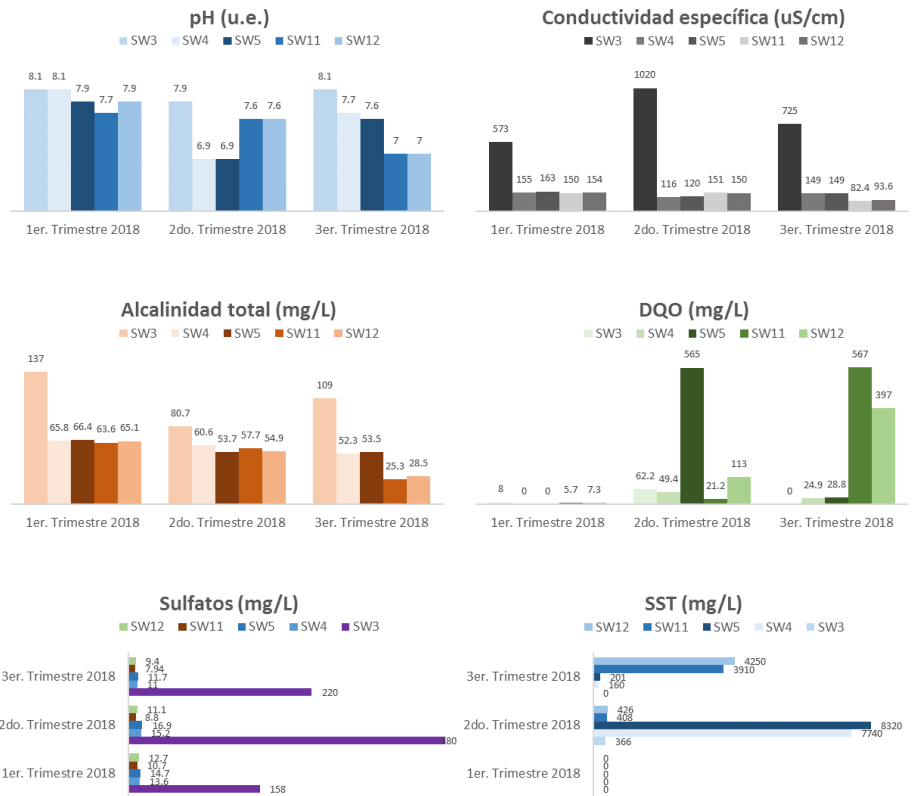 pH (u.e.)
SW3 SW4 SW5 SW11 SW12
8.1 8.1 7.9 7.7 7.9
7.9 6.9 6.9 7.6 7.6
8.1 7.7 7.6 7 7
1er. Trimestre 2018 2do. Trimestre 2018 3er. Trimestre 2018
Conductividad específica (uS/cm)
SW3 SW4 SW5 SW11 SW12
573 155 163 150 154
1020 116 120 151 150
725 149 149 82.4 93.6
1er. Trimestre 2018 2do. Trimestre 2018 3er. Trimestre 2018
Alcalinidad total (mg/L)
SW3 SW4 SW5 SW11 SW12
137 65.8 66.4 63.6 65.1
80.7 60.6 53.7 57.7 54.9
109 52.3 53.5 25.3 28.5
1er. Trimestre 2018 2do. Trimestre 2018 3er. Trimestre 2018
DQO (mg/L)
SW3 SW4 SW5 SW11 SW12
8 0 0 5.7 7.3
62.2 49.4 565 21.2 113
0 24.9 28.8 567 397
1er. Trimestre 2018 2do. Trimestre 2018 3er. Trimestre 2018
Sulfatos (mg/L)
SW12 SW11 SW5 SW4 SW3
3er. Trimestre 2018
9.4
7.94
11.7
11
220
2do. Trimestre 2018
11.1
8.8
16.9
15.2
1er. Trimestre 2018
12.7
10.7
14.7
13.6
158
SST (mg/L)
SW12 SW11 SW5 SW4 SW3
3er. Trimestre 2018
4250
3910
201
160
0
2do. Trimestre 2018
426
408
8320
7740
366
1er. Trimestre 2018
0
0
0
0
0